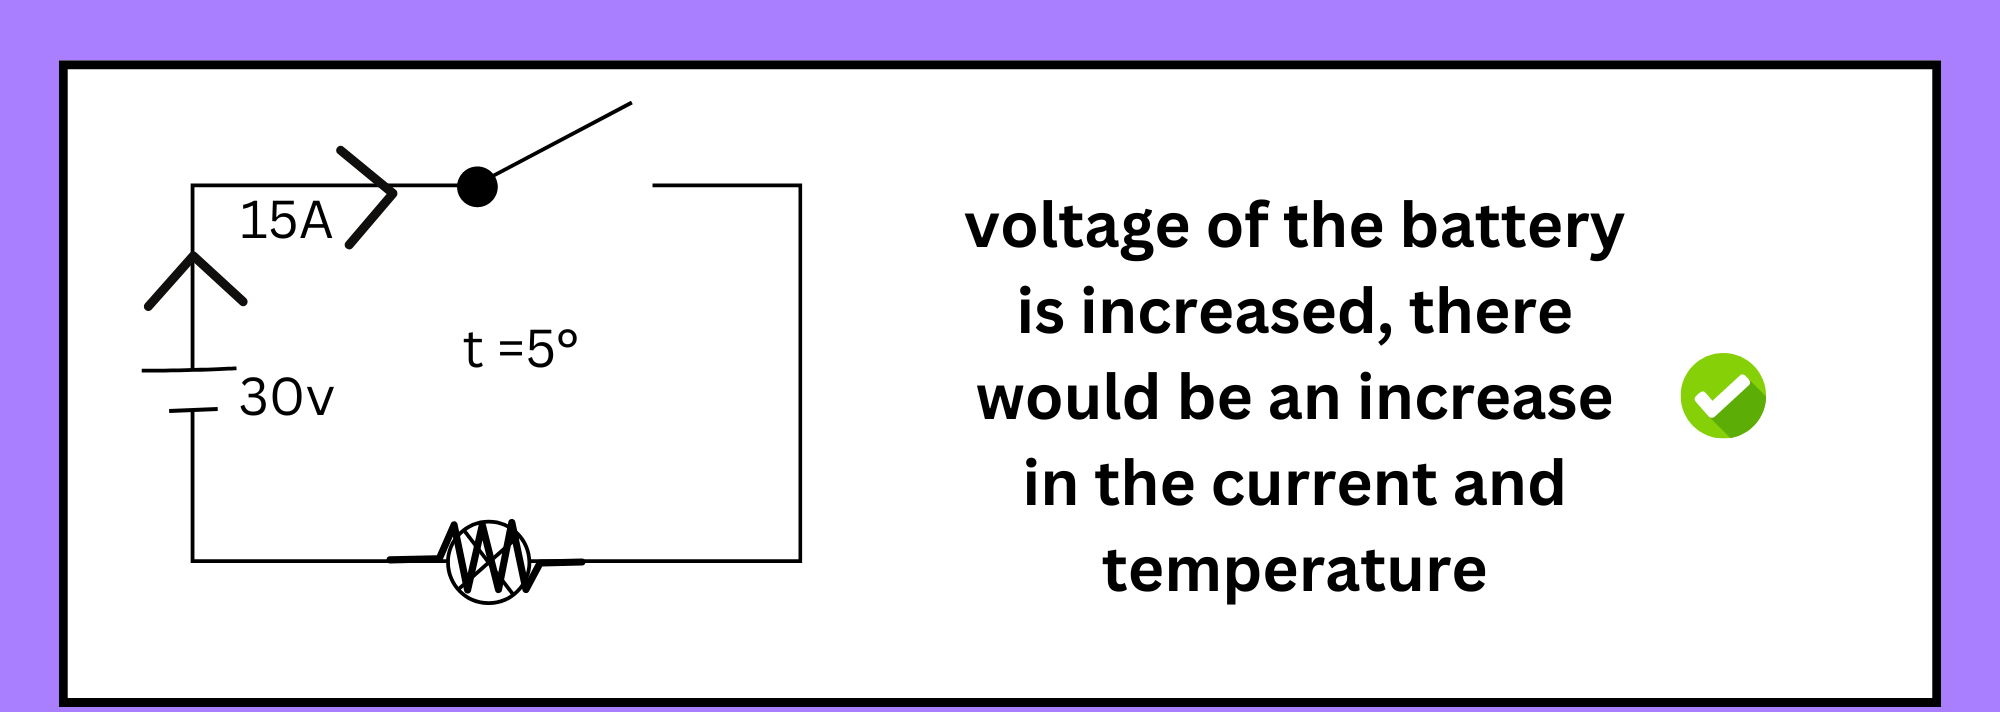 15A
t =5°
30v
voltage of the battery
is increased, there
would be an increase
in the current and
temperature